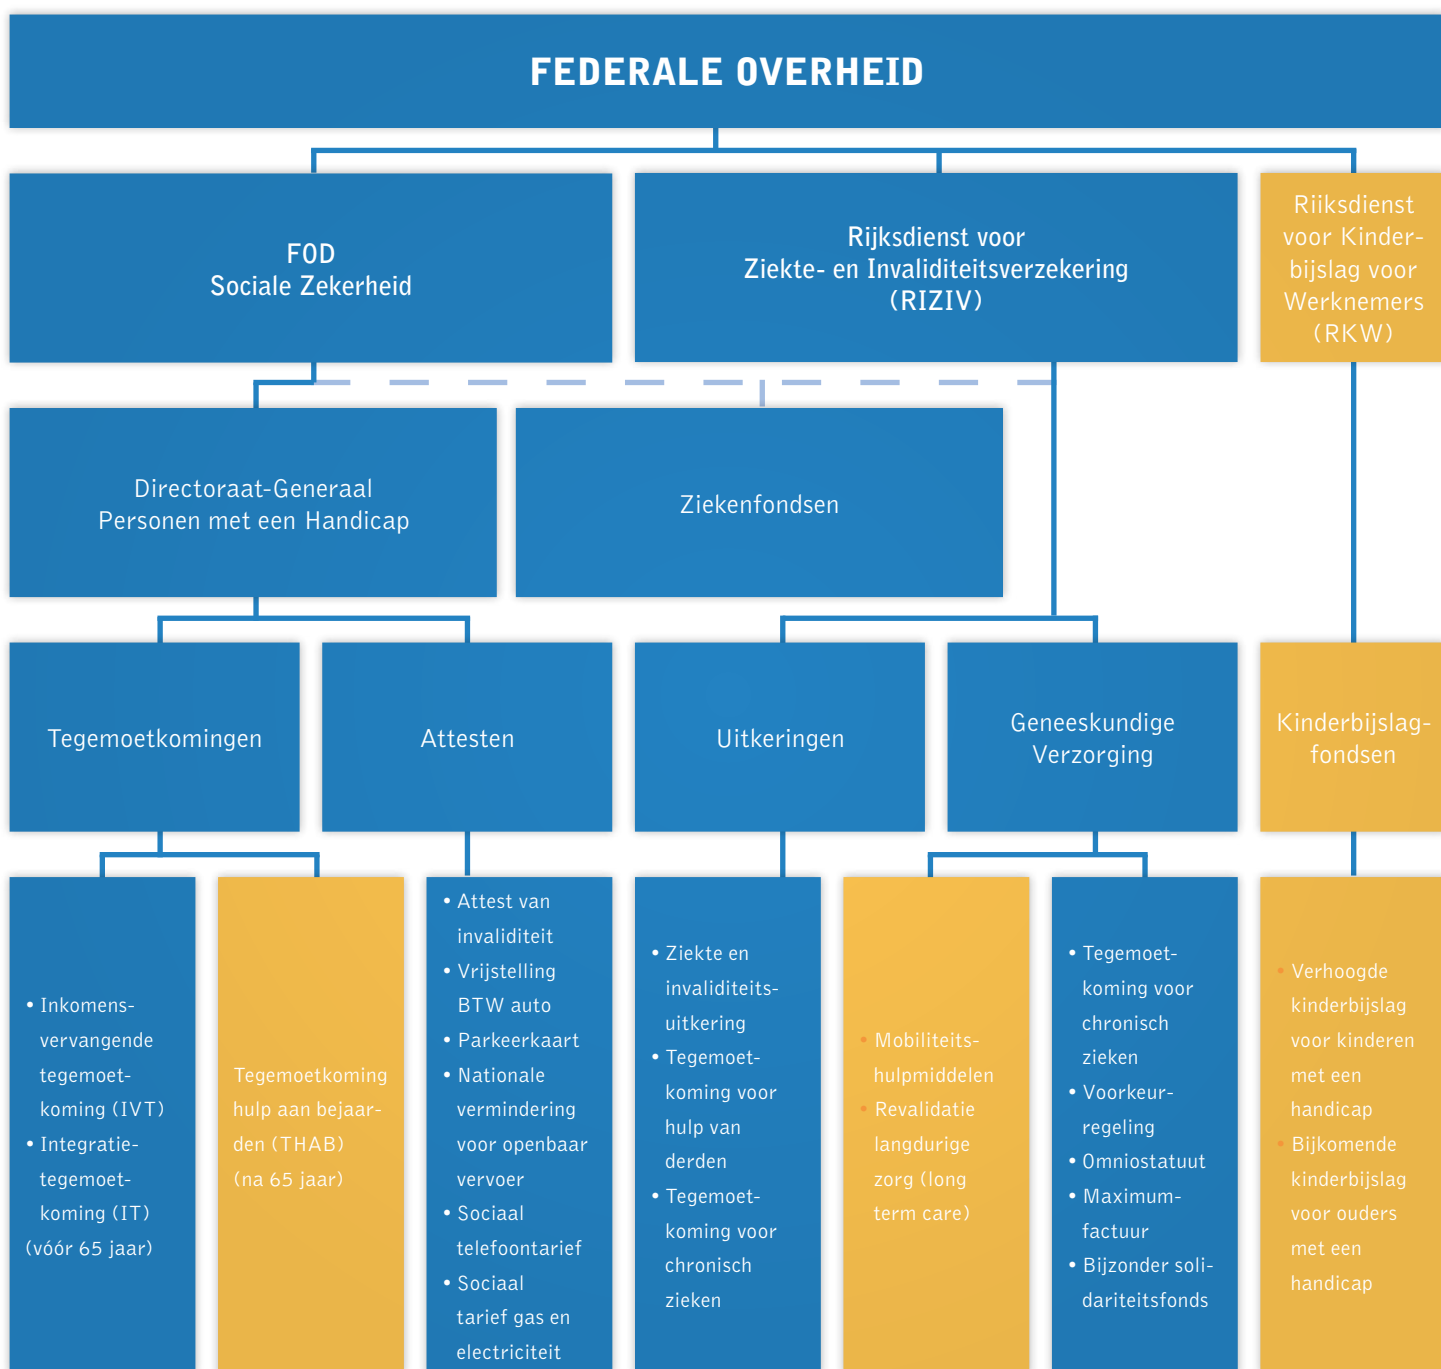 FEDERALE OVERHEID
FOD
Sociale Zekerheid
Rijksdienst voor
Ziekte- en Invaliditeitsverzekering
(RIZIV)
Riiksdienst
voor Kinder-
bijslag voor
Werknemers
(RKW)
Directoraat-Generaal
Personen met een Handicap
Ziekenfondsen
Tegemoetkomingen
Attesten
Uitkeringen
Geneeskundige
Verzorging
Kinderbijslag-
fondsen
• Inkomens-
vervangende
tegemoet-
koming (IVT)
• Integratie-
tegemoet-
koming (IT)
(vóór 65 jaar)
Tegemoetkoming
hulp aan bejaar-
den (THAB)
(na 65 jaar)
• Attest van
invaliditeit
• Vrijstelling
BTW auto
• Parkeerkaart
• Nationale
vermindering
voor openbaar
vervoer
• Sociaal
telefoontarief
• Sociaal
tarief gas en
electriciteit
• Ziekte en
invaliditeits-
uitkering
• Tegemoet-
koming voor
hulp van
derden
• Tegemoet-
koming voor
chronisch
zieken
• Mobiliteits-
hulpmiddelen
• Revalidatie
langdurige
zorg (long
term care)
• Tegemoet-
koming voor
chronisch
zieken
• Voorkeur-
regeling
• Omniostatuut
• Maximum-
factuur
• Bijzonder soli-
dariteitsfonds
• Verhoogde
kinderbijslag
voor kinderen
met een
handicap
• Bijkomende
kinderbijslag
voor ouders
met een
handicap